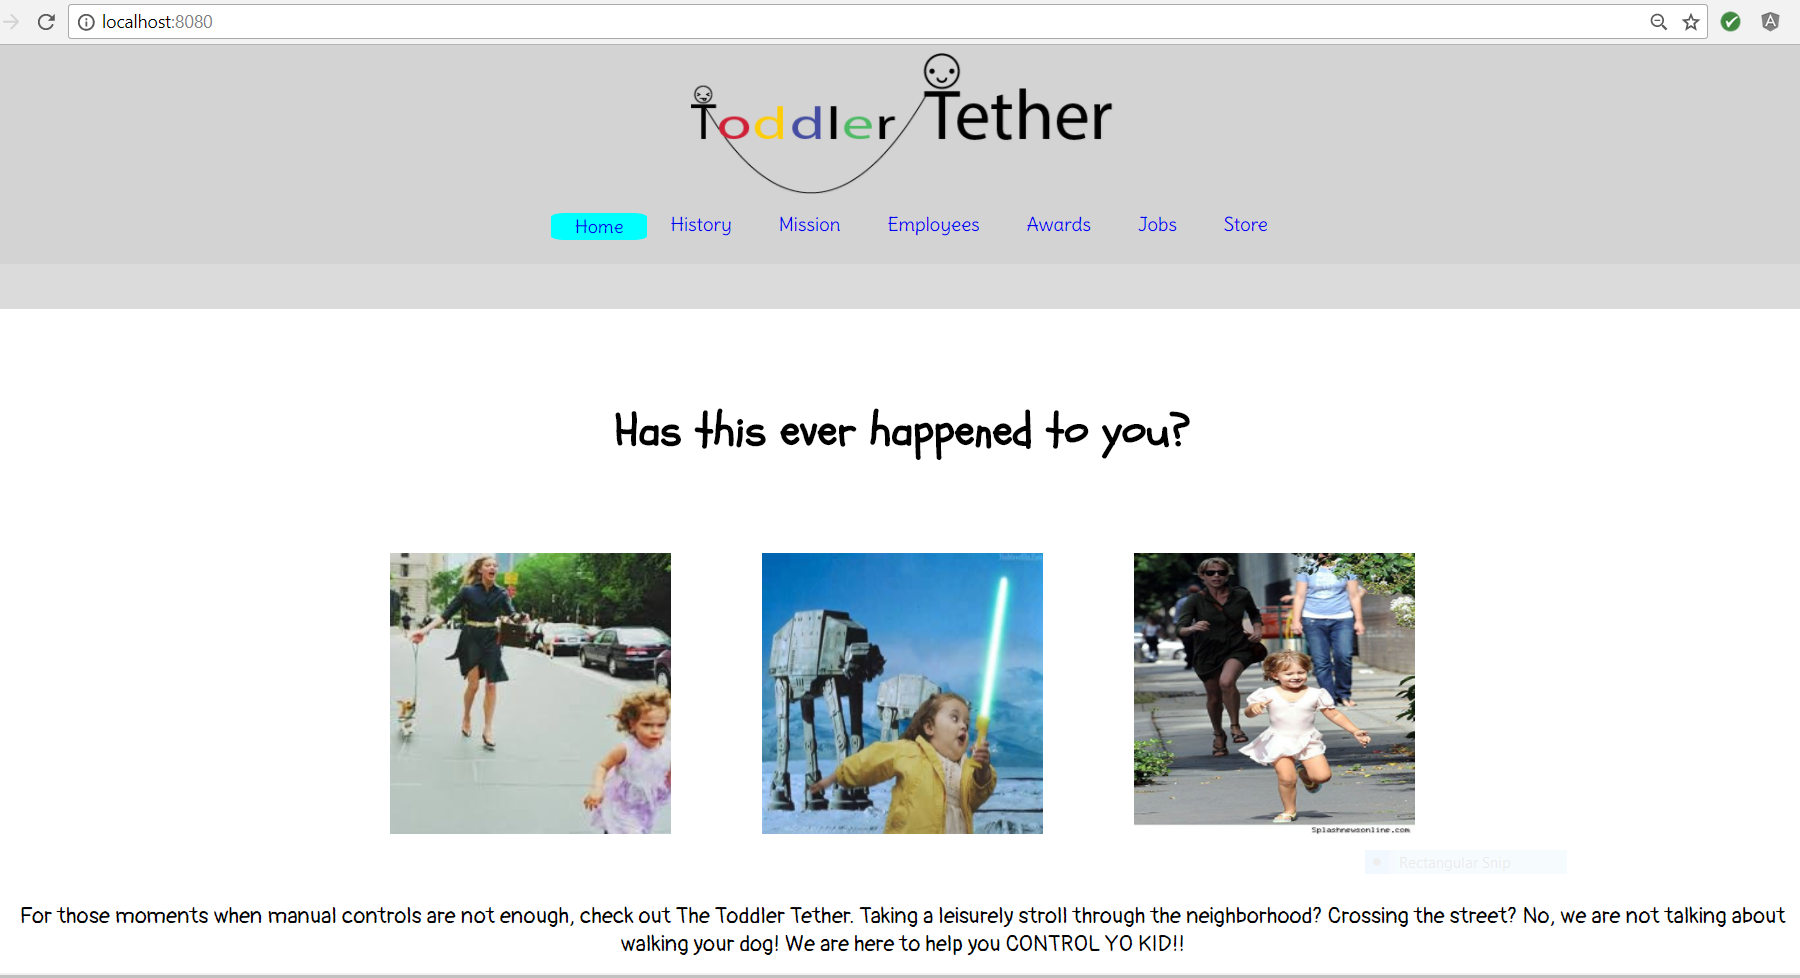 localhost:8080
Toddler Tether
Home History Mission Employees Awards Jobs Store
Has this ever happened to you?
Splashnewsonline.com
Rectangular Snip
For those moments when manual controls are not enough, check out The Toddler Tether. Taking a leisurely stroll through the neighborhood? Crossing the street? No, we are not talking about
walking your dog! We are here to help you CONTROL YO KID!!